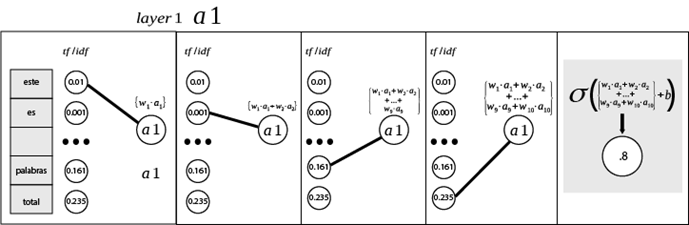 layer 1 a1
tf/idf
este
0.01
{w₁·a₁}
es
0.001
a1
palabras
0.161
a1
total
0.235
tf/idf
0.01
{w₁·a₁+w₂·a₂}
0.001
a1
0.161
0.235
tf/idf
0.01
{w₁·a₁+w₂·a₂
+...+
w₉·a₉}
0.001
a1
0.161
0.235
tf/idf
0.01
{w₁·a₁+w₂·a₂
+...+
w₉·a₉+w₁₀·a₁₀}
0.001
a1
0.161
0.235
σ({w₁·a₁+w₂·a₂
+...+
w₉·a₉+w₁₀·a₁₀}+b)
.8